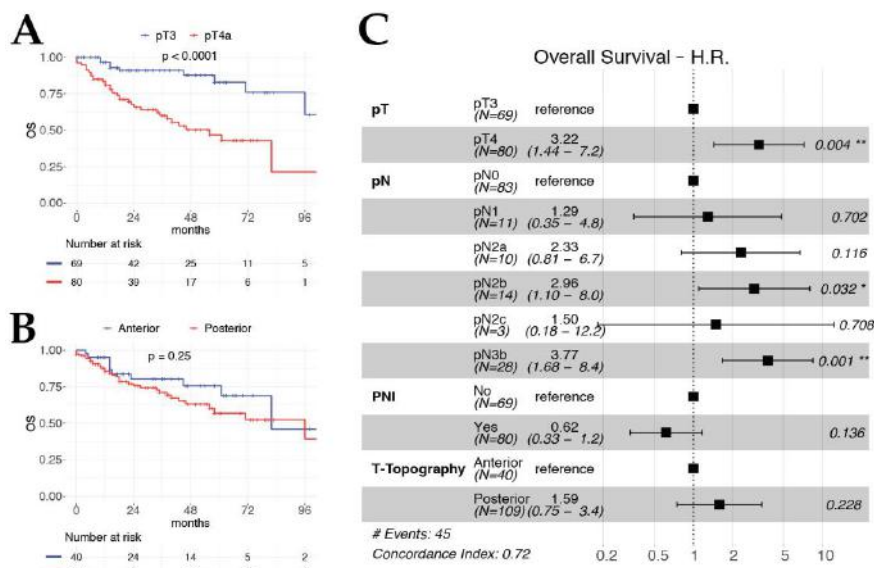 A
pT3 pT4a
p < 0.0001
1.00
0.75
0.50
0.25
0.00
OS
0 24 48 72 96
months
Number at risk
69 42 25 11 5
80 39 17 6 1
B
Anterior Posterior
p = 0.25
1.00
0.75
0.50
0.25
0.00
OS
0 24 48 72 96
months
Number at risk
40 24 14 5 2
C
Overall Survival – H.R.
pT pT3 reference
(N=69)
pT4 3.22 0.004 **
(N=80) (1.44 – 7.2)
pN pN0 reference
(N=83)
pN1 1.29 0.702
(N=11) (0.35 – 4.8)
pN2a 2.33 0.116
(N=10) (0.81 – 6.7)
pN2b 2.96 0.032 *
(N=14) (1.10 – 8.0)
pN2c 1.50 0.708
(N=3) (0.18 – 12.2)
pN3b 3.77 0.001 **
(N=28) (1.68 – 8.4)
PNI No reference
(N=69)
Yes 0.62 0.136
(N=80) (0.33 – 1.2)
T-Topography Anterior reference
(N=40)
Posterior 1.59 0.228
(N=109) (0.75 – 3.4)
# Events: 45
Concordance Index: 0.72
0.2 0.5 1 2 5 10